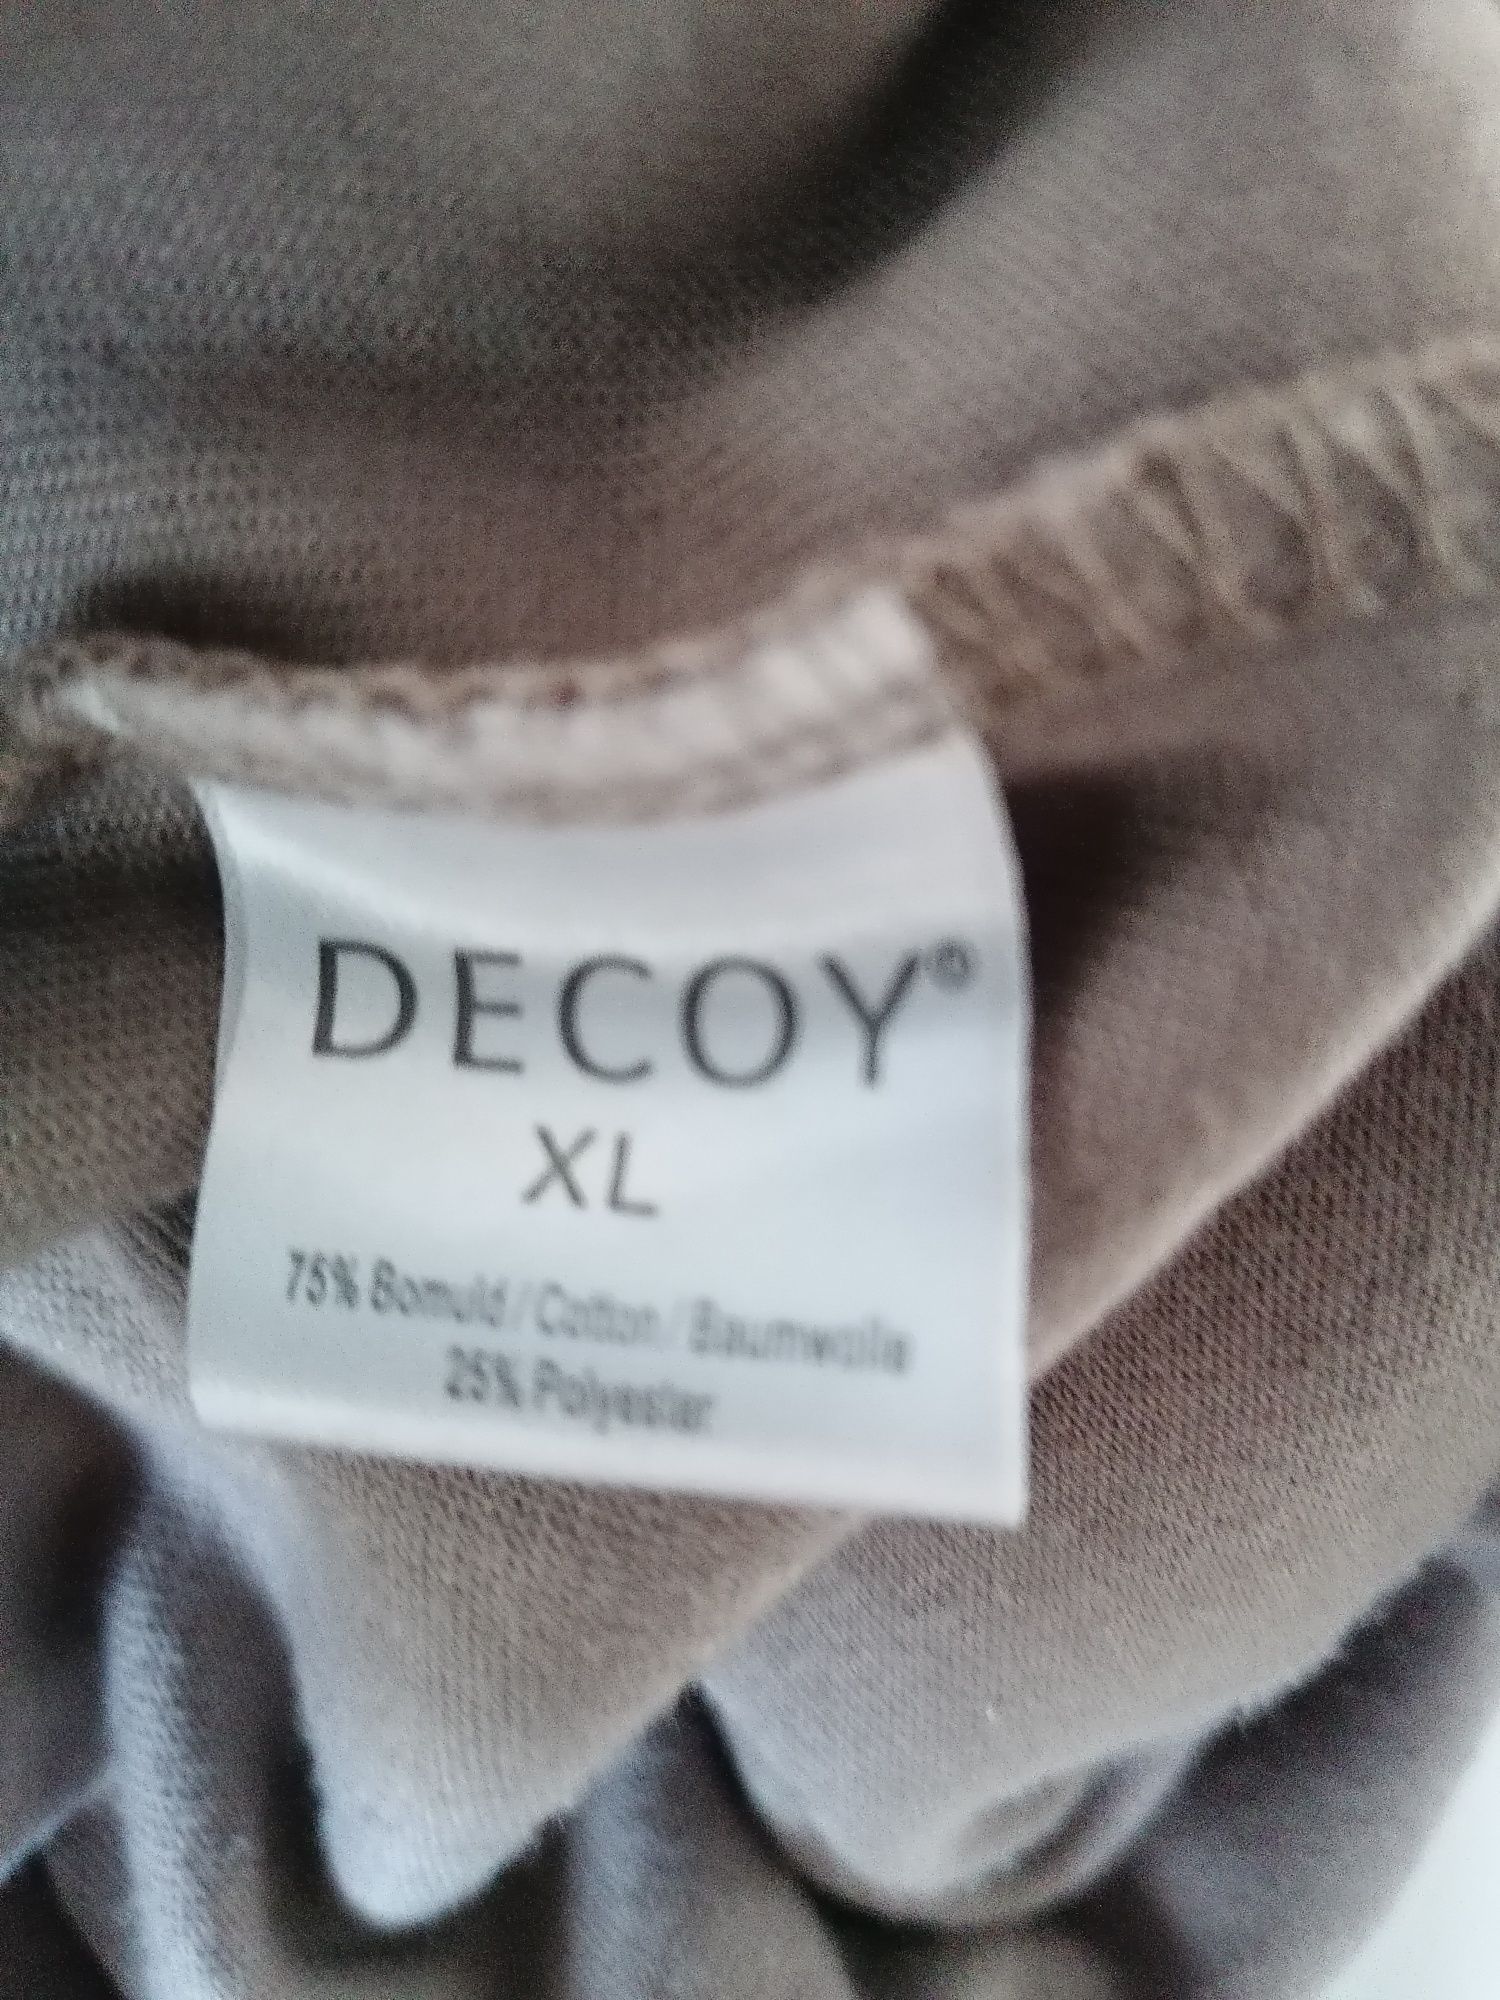 DECOY®
XL
75% Bomuld / Cotton / Baumwolle
25% Polyester